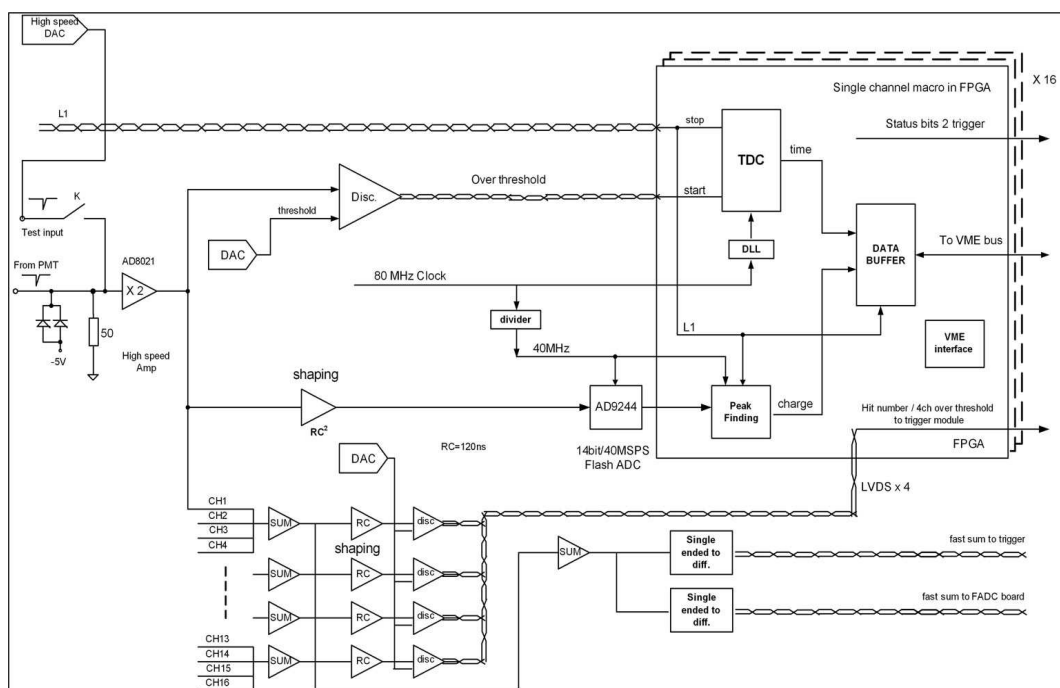 High speed
DAC
X 16
Single channel macro in FPGA
L1
stop
Status bits 2 trigger
TDC
time
Over threshold
start
Disc.
K
threshold
Test input
DAC
DLL
DATA
BUFFER
To VME bus
From PMT
AD8021
X 2
80 MHz Clock
50
-5V
High speed
Amp
divider
L1
VME
interface
40MHz
shaping
RC²
AD9244
Peak
Finding
charge
Hit number / 4ch over threshold
to trigger module
FPGA
DAC
RC=120ns
14bit/40MSPS
Flash ADC
LVDS x 4
CH1
CH2
CH3
CH4
SUM
RC
disc
shaping
SUM
RC
disc
SUM
RC
disc
CH13
CH14
CH15
CH16
SUM
RC
disc
SUM
Single
ended to
diff.
fast sum to trigger
Single
ended to
diff.
fast sum to FADC board